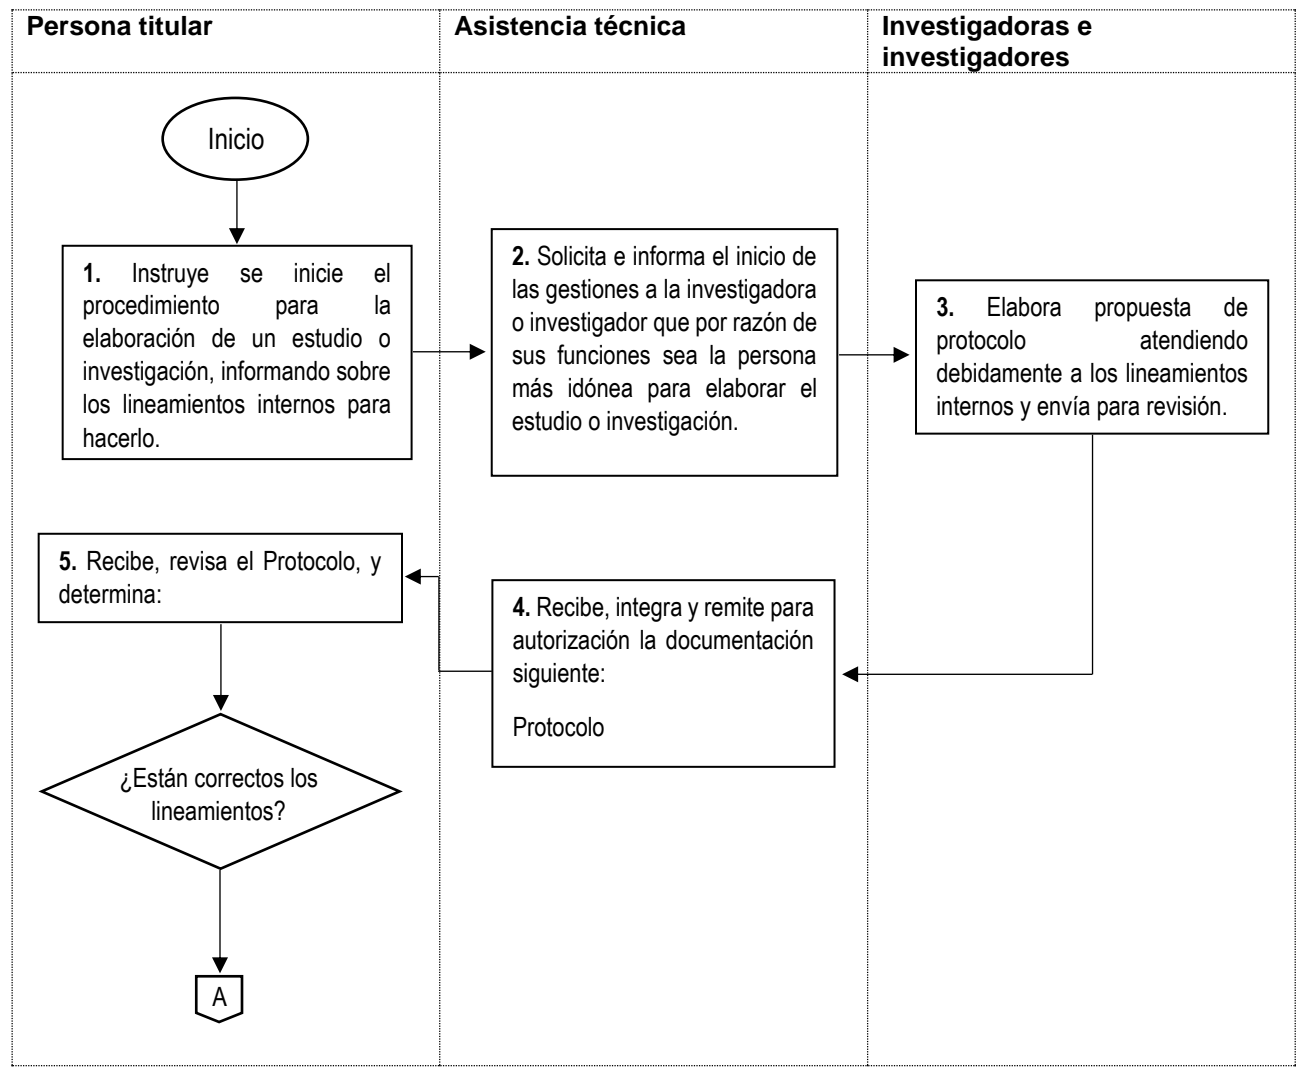 Persona titular
Asistencia técnica
Investigadoras e
investigadores
Inicio
1. Instruye se inicie el
procedimiento para la
elaboración de un estudio o
investigación, informando sobre
los lineamientos internos para
hacerlo.
2. Solicita e informa el inicio de
las gestiones a la investigadora
o investigador que por razón de
sus funciones sea la persona
más idónea para elaborar el
estudio o investigación.
3. Elabora propuesta de
protocolo atendiendo
debidamente a los lineamientos
internos y envía para revisión.
4. Recibe, integra y remite para
autorización la documentación
siguiente:
Protocolo
5. Recibe, revisa el Protocolo, y
determina:
¿Están correctos los
lineamientos?
A